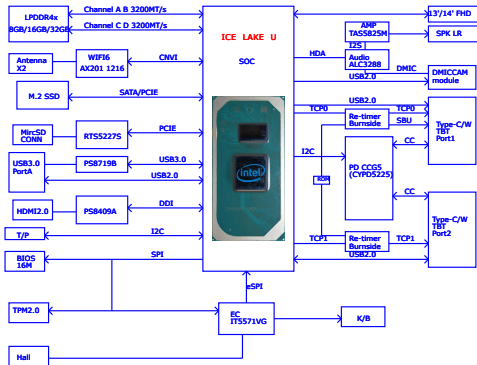 LPDDR4x
8GB/16GB/32GB
Channel A B 3200MT/s
Channel C D 3200MT/s
Antenna
X2
WIFI6
AX201 1216
CNVI
M.2 SSD
SATA/PCIE
MircSD
CONN
RTS5227S
PCIE
USB3.0
PortA
PS8719B
USB3.0
USB2.0
HDMI2.0
PS8409A
DDI
T/P
I2C
BIOS
16M
SPI
TPM2.0
Hall
ICE LAKE U
SOC
intel
eSPI
EC
IT5571VG
K/B
13'/14' FHD
AMP
TAS5825M
SPK LR
I2S
HDA
Audio
ALC3288
DMIC
USB2.0
DMICCAM
module
USB2.0
TCP0
Re-timer
Burnside
TCP0
SBU
Type-C/W
TBT
Port1
I2C
ROM
PD CCG5
(CYPD5225)
CC
CC
Type-C/W
TBT
Port2
TCP1
Re-timer
Burnside
TCP1
USB2.0